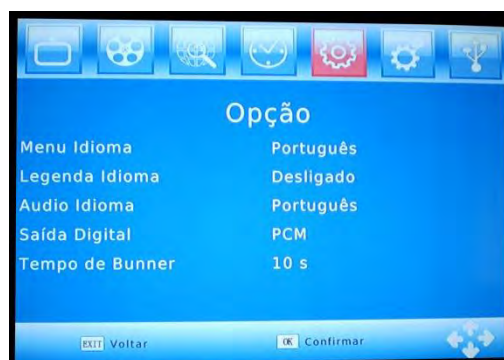 Opção
Menu Idioma Português
Legenda Idioma Desligado
Audio Idioma Português
Saída Digital PCM
Tempo de Bunner 10 s
EXIT Voltar OK Confirmar